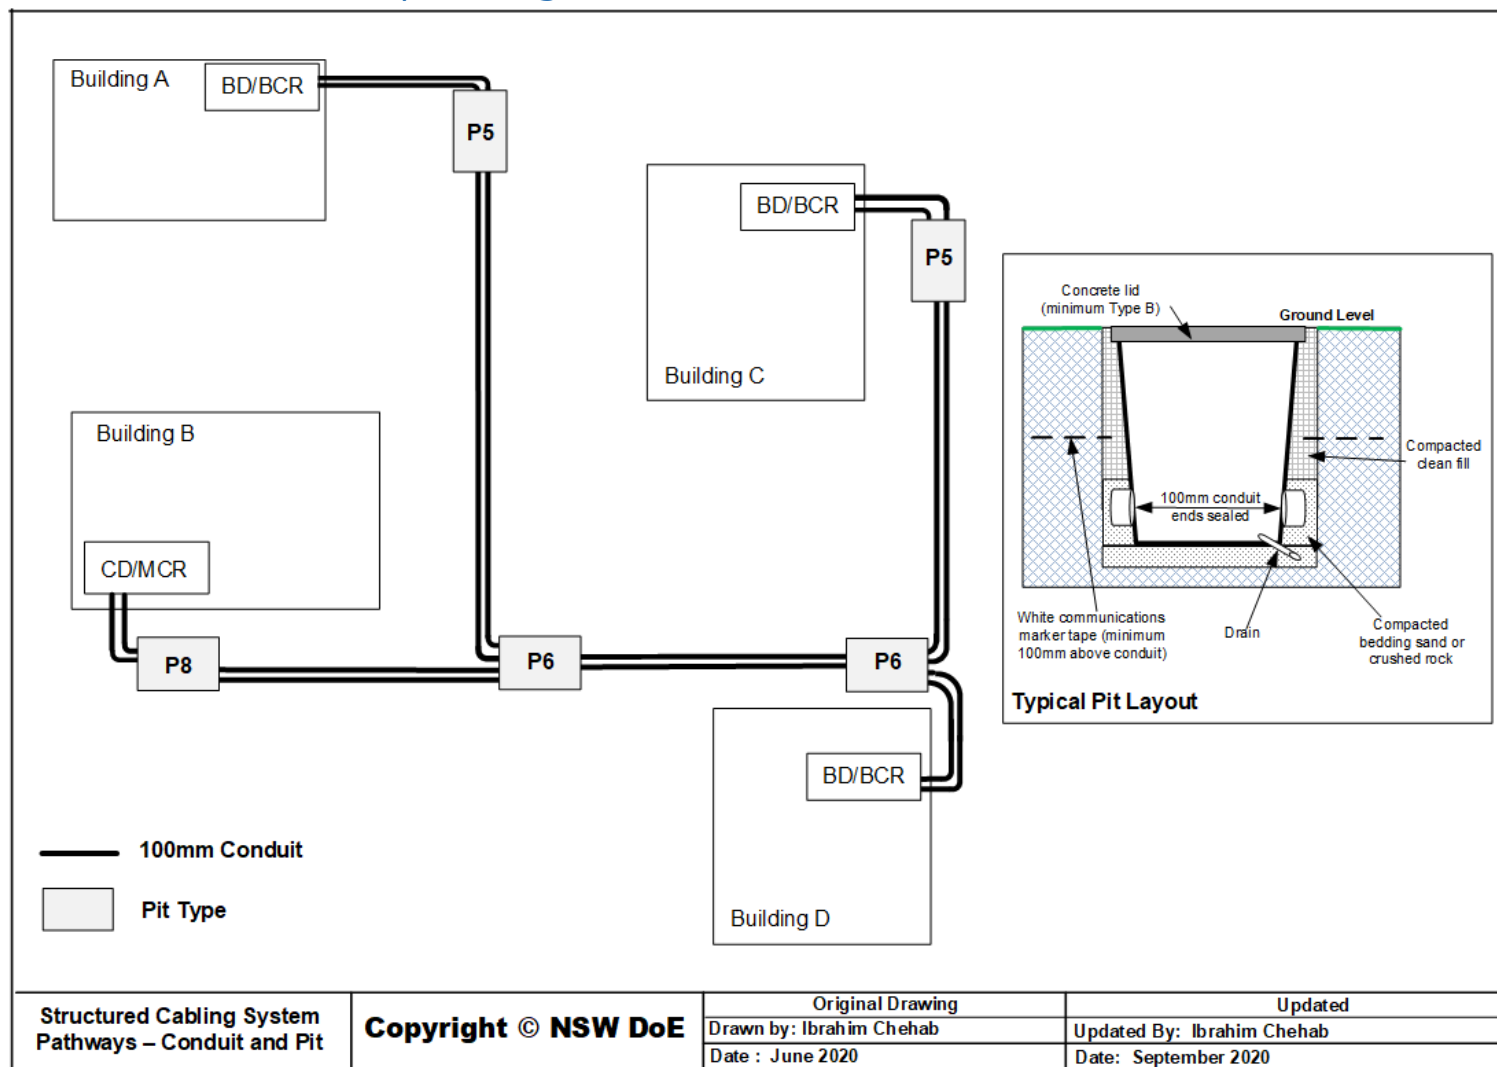 Building A
BD/BCR
P5
BD/BCR
P5
Building C
Building B
CD/MCR
P8
P6
P6
BD/BCR
Building D
100mm Conduit
Pit Type
Concrete lid
(minimum Type B)
Ground Level
Compacted
clean fill
100mm conduit
ends sealed
White communications
marker tape (minimum
100mm above conduit)
Drain
Compacted
bedding sand or
crushed rock
Typical Pit Layout
Structured Cabling System
Pathways – Conduit and Pit
Copyright © NSW DoE
Original Drawing
Drawn by: Ibrahim Chehab
Date : June 2020
Updated
Updated By: Ibrahim Chehab
Date: September 2020